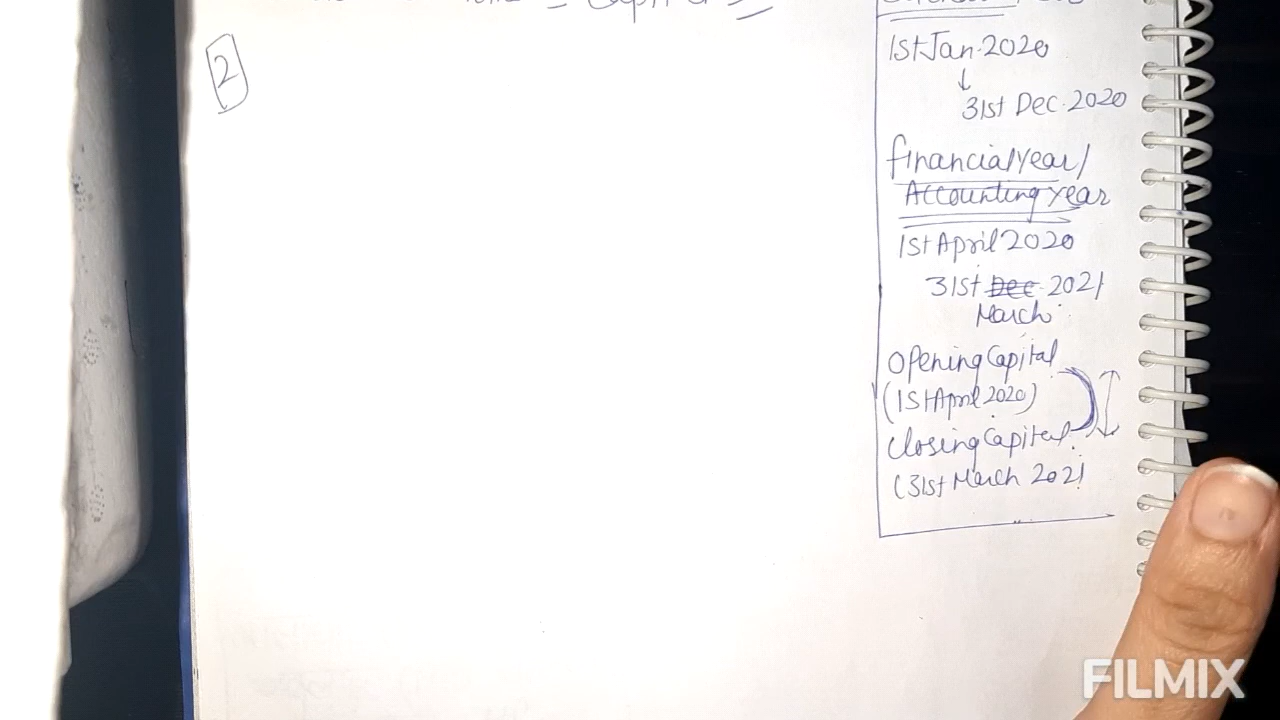 = Capital
2
1st Jan 2020
↓
31st Dec 2020
financial year/
Accounting year
1st April 2020
31st Dec 2021
March
Opening Capital
(1st April 2020)
Closing Capital
(31st March 2021
FILMIX